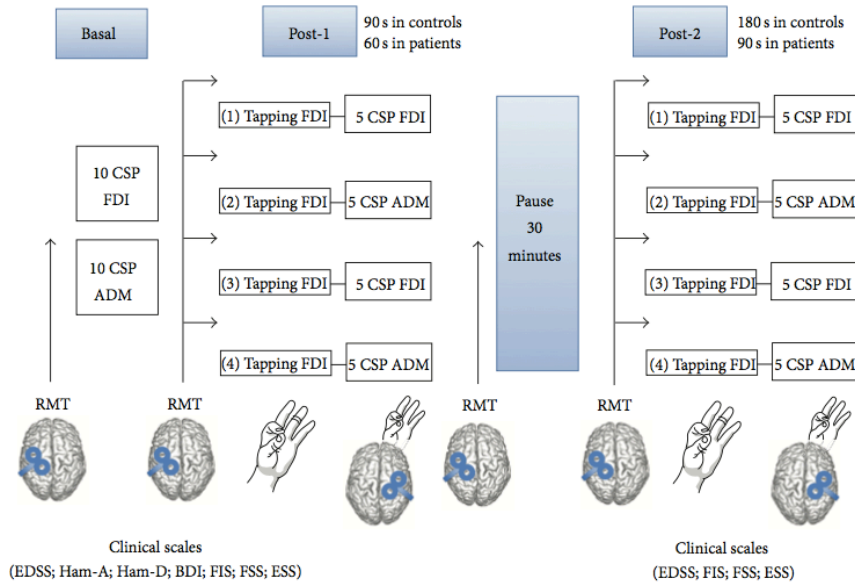 Basal
Post-1
90 s in controls
60 s in patients
Post-2
180 s in controls
90 s in patients
10 CSP
FDI
10 CSP
ADM
(1) Tapping FDI
5 CSP FDI
(2) Tapping FDI
5 CSP ADM
(3) Tapping FDI
5 CSP FDI
(4) Tapping FDI
5 CSP ADM
Pause
30
minutes
(1) Tapping FDI
5 CSP FDI
(2) Tapping FDI
5 CSP ADM
(3) Tapping FDI
5 CSP FDI
(4) Tapping FDI
5 CSP ADM
RMT
RMT
RMT
RMT
Clinical scales
(EDSS; Ham-A; Ham-D; BDI; FIS; FSS; ESS)
Clinical scales
(EDSS; FIS; FSS; ESS)